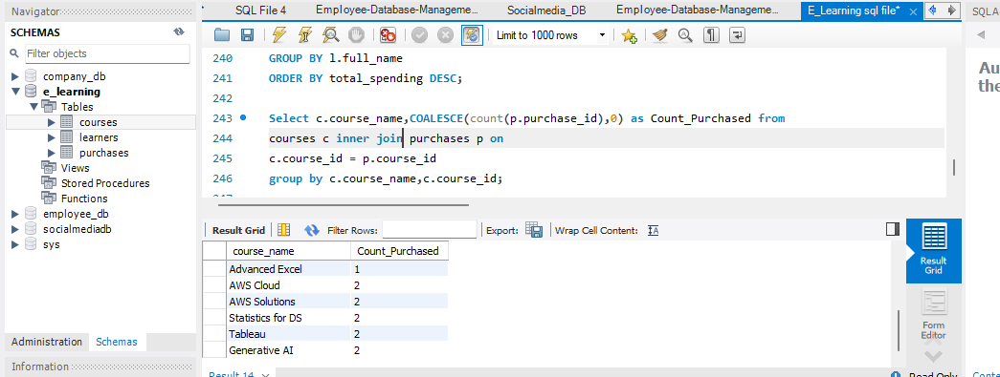 Navigator
SCHEMAS
Filter objects
company_db
e_learning
Tables
courses
learners
purchases
Views
Stored Procedures
Functions
employee_db
socialmediadb
sys
Administration Schemas
Information
SQL File 4 Employee-Database-Manageme... Socialmedia_DB Employee-Database-Manageme... E_Learning sql file*
Limit to 1000 rows
240 GROUP BY l.full_name
241 ORDER BY total_spending DESC;
242
243 Select c.course_name,COALESCE(count(p.purchase_id),0) as Count_Purchased from
244 courses c inner join purchases p on
245 c.course_id = p.course_id
246 group by c.course_name,c.course_id;
Result Grid Filter Rows: Export: Wrap Cell Content:
course_name Count_Purchased
Advanced Excel 1
AWS Cloud 2
AWS Solutions 2
Statistics for DS 2
Tableau 2
Generative AI 2
Result 14
Result
Grid
Form
Editor
Read Only
SQLA
Au
the
Conte